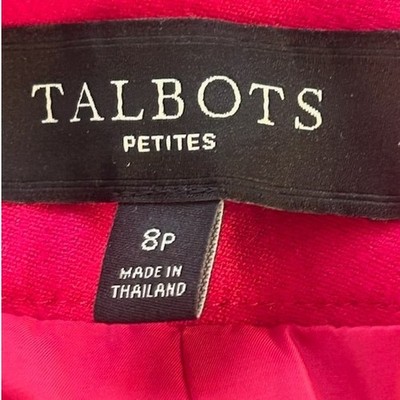 TALBOTS
PETITES
8P
MADE IN
THAILAND